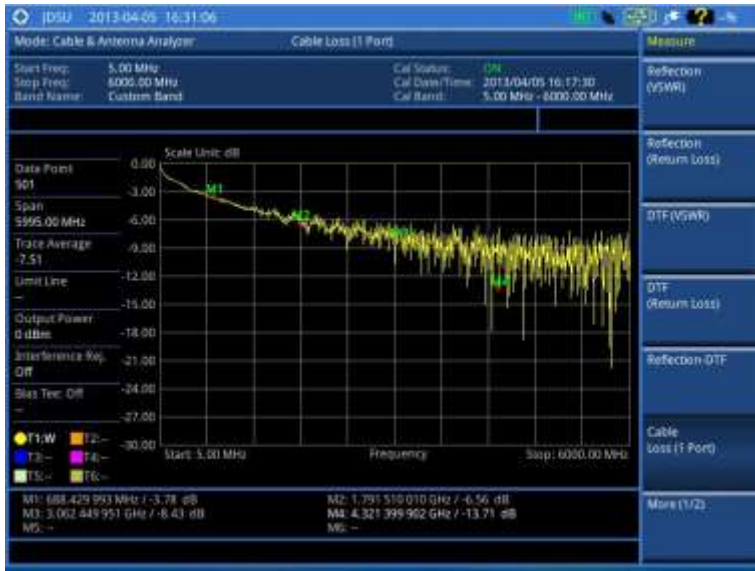 JDSU 2013-04-05 16:31:06
Mode: Cable & Antenna Analyzer Cable Loss (1 Port)
Start Freq: 5.00 MHz
Stop Freq: 6000.00 MHz
Band Name: Custom Band
Cal Status: ON
Cal Date/Time: 2013/04/05 16:17:30
Cal Band: 5.00 MHz - 6000.00 MHz
Scale Unit: dB
Data Point
501
Span
5995.00 MHz
Trace Average
-7.51
Limit Line
--
Output Power
0 dBm
Interference Rej.
Off
Bias Tee: Off
--
T1:W T2:--
T3:-- T4:--
T5:-- T6:--
0.00
-3.00
-6.00
-9.00
-12.00
-15.00
-18.00
-21.00
-24.00
-27.00
-30.00
M1
M2
M4
Start: 5.00 MHz Frequency Stop: 6000.00 MHz
M1: 688.429 993 MHz / -3.78 dB M2: 1.791 510 010 GHz / -6.56 dB
M3: 3.062 449 951 GHz / -8.43 dB M4: 4.321 399 902 GHz / -13.71 dB
M5: -- M6: --
Measure
Reflection
(VSWR)
Reflection
(Return Loss)
DTF (VSWR)
DTF
(Return Loss)
Reflection-DTF
Cable
Loss (1 Port)
More (1/2)